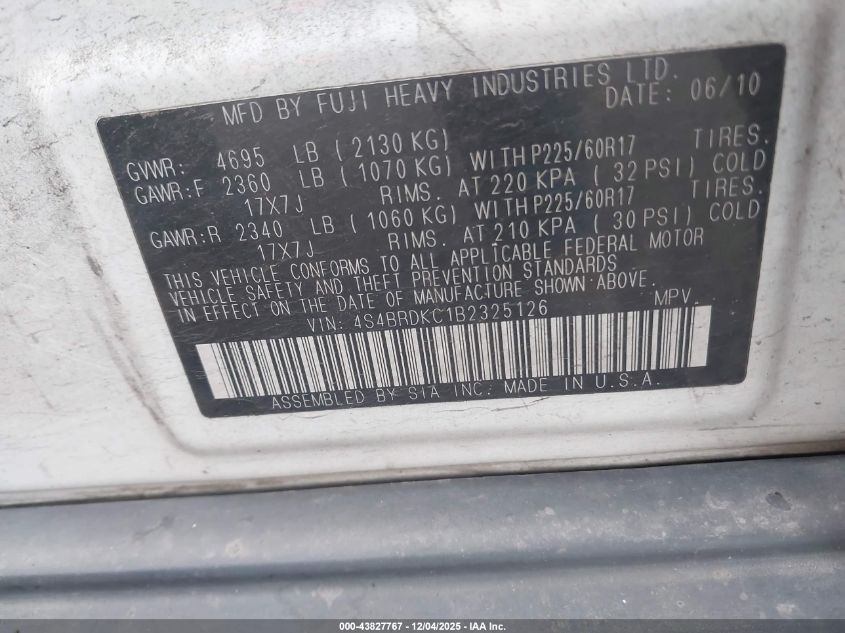 MFD BY FUJI HEAVY INDUSTRIES LTD.
DATE: 06/10
GVWR: 4695 LB ( 2130 KG)
GAWR:F 2360 LB ( 1070 KG) WITH P225/60R17 TIRES.
17X7J RIMS. AT 220 KPA ( 32 PSI) COLD
GAWR:R 2340 LB ( 1060 KG) WITH P225/60R17 TIRES.
17X7J RIMS. AT 210 KPA ( 30 PSI) COLD
THIS VEHICLE CONFORMS TO ALL APPLICABLE FEDERAL MOTOR
VEHICLE SAFETY AND THEFT PREVENTION STANDARDS
IN EFFECT ON THE DATE OF MANUFACTURE SHOWN ABOVE.
VIN: 4S4BRDKC1B2325126 MPV
ASSEMBLED BY SIA INC. MADE IN U.S.A.
000-43827767 - 12/04/2025 - IAA Inc.